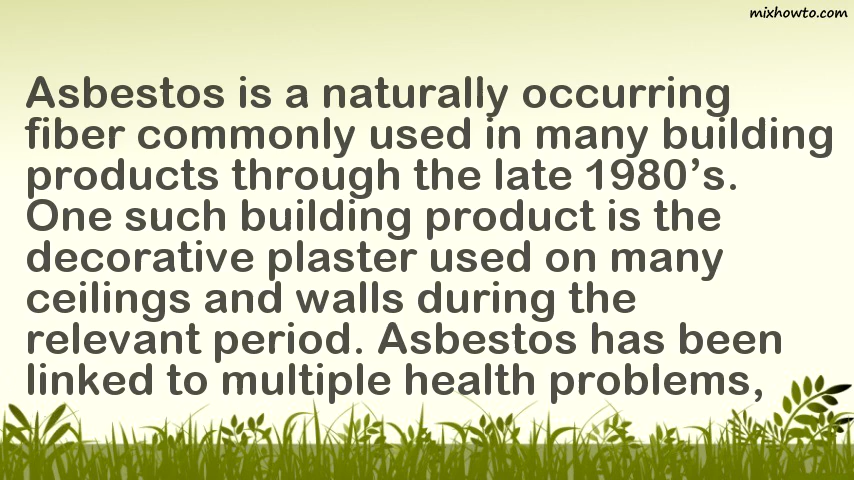 mixhowto.com
Asbestos is a naturally occurring
fiber commonly used in many building
products through the late 1980’s.
One such building product is the
decorative plaster used on many
ceilings and walls during the
relevant period. Asbestos has been
linked to multiple health problems,